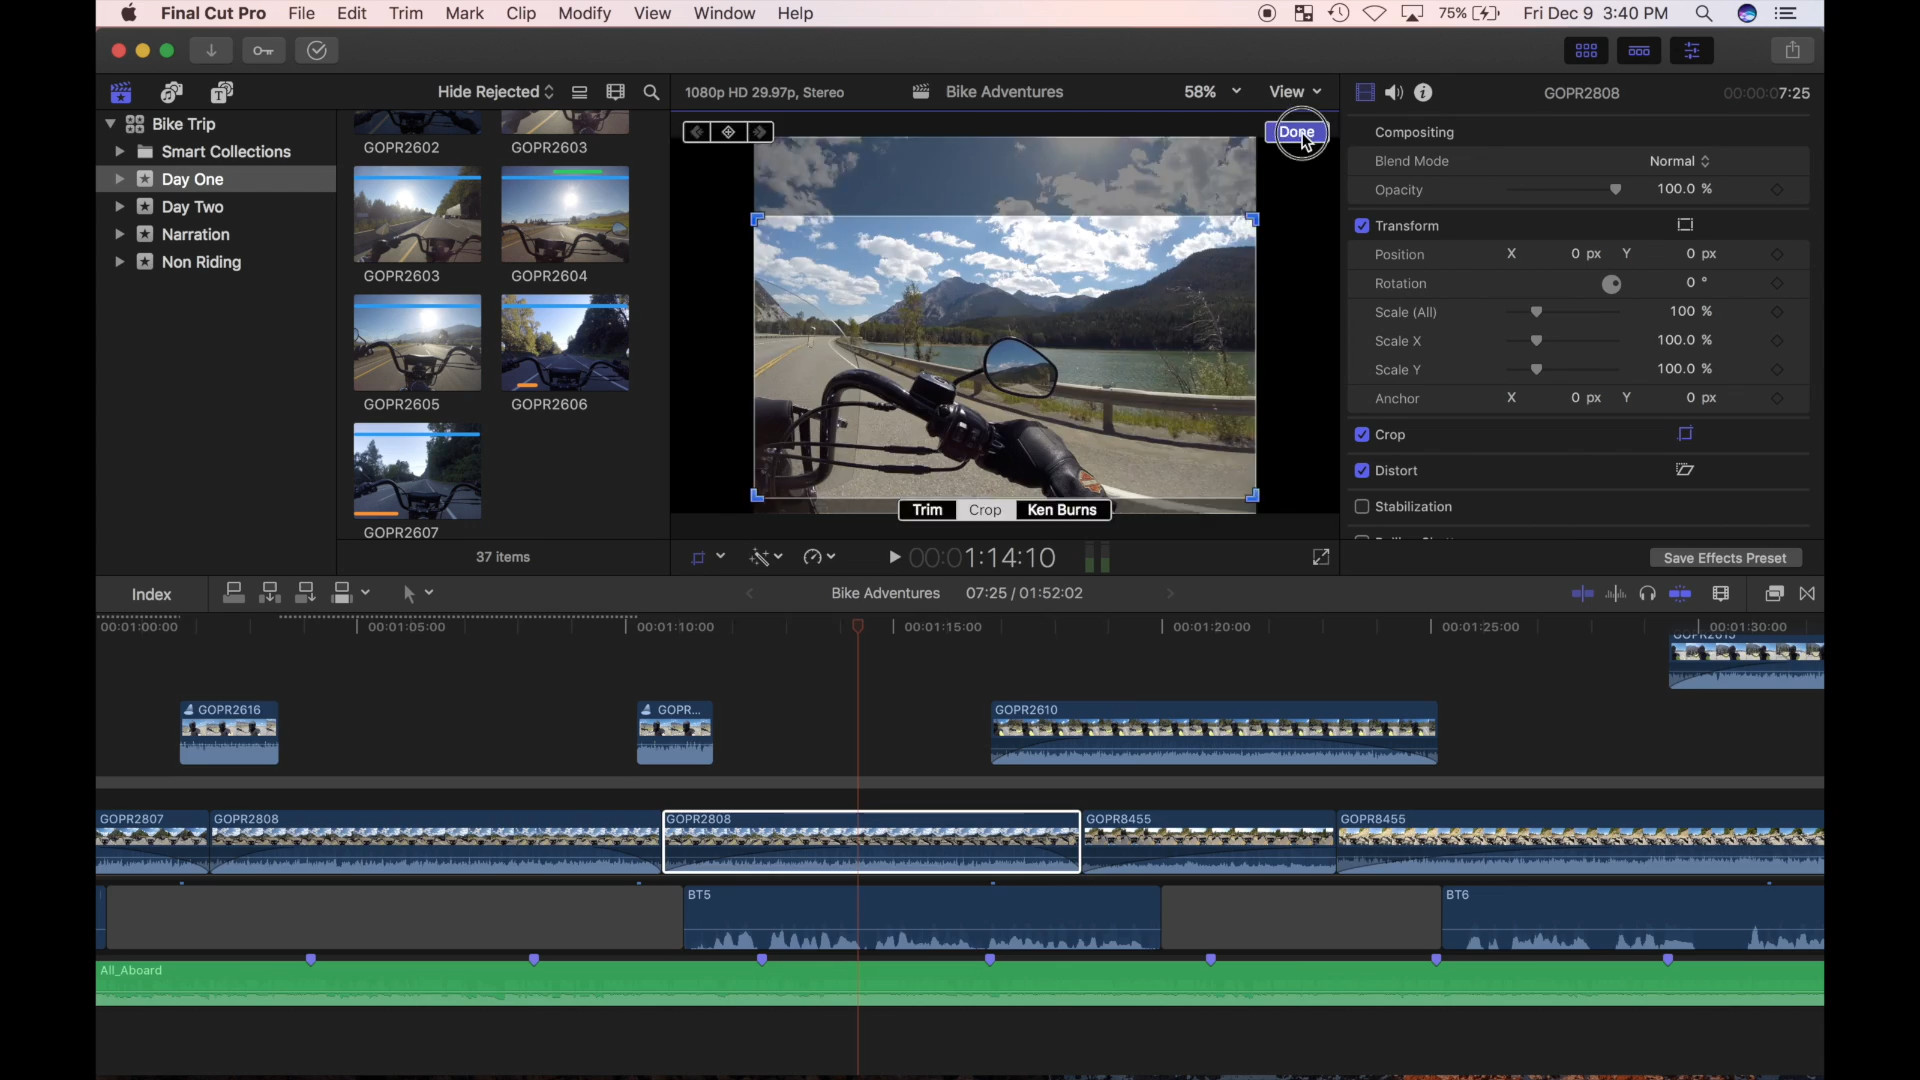 Final Cut Pro File Edit Trim Mark Clip Modify View Window Help 75% Fri Dec 9 3:40 PM
Hide Rejected 1080p HD 29.97p, Stereo Bike Adventures 58% View GOPR2808 00:00:07:25
Bike Trip
Smart Collections
Day One
Day Two
Narration
Non Riding
GOPR2602 GOPR2603
GOPR2603 GOPR2604
GOPR2605 GOPR2606
GOPR2607
37 items
Done
Trim Crop Ken Burns
00:01:14:10
Compositing
Blend Mode Normal
Opacity 100.0 %
Transform
Position X 0 px Y 0 px
Rotation 0 °
Scale (All) 100 %
Scale X 100.0 %
Scale Y 100.0 %
Anchor X 0 px Y 0 px
Crop
Distort
Stabilization
Save Effects Preset
Index Bike Adventures 07:25 / 01:52:02
00:01:00:00 00:01:05:00 00:01:10:00 00:01:15:00 00:01:20:00 00:01:25:00 00:01:30:00
GOPR2616 GOPR... GOPR2610
GOPR2807 GOPR2808 GOPR2808 GOPR8455 GOPR8455
BT5 BT6
All_Aboard